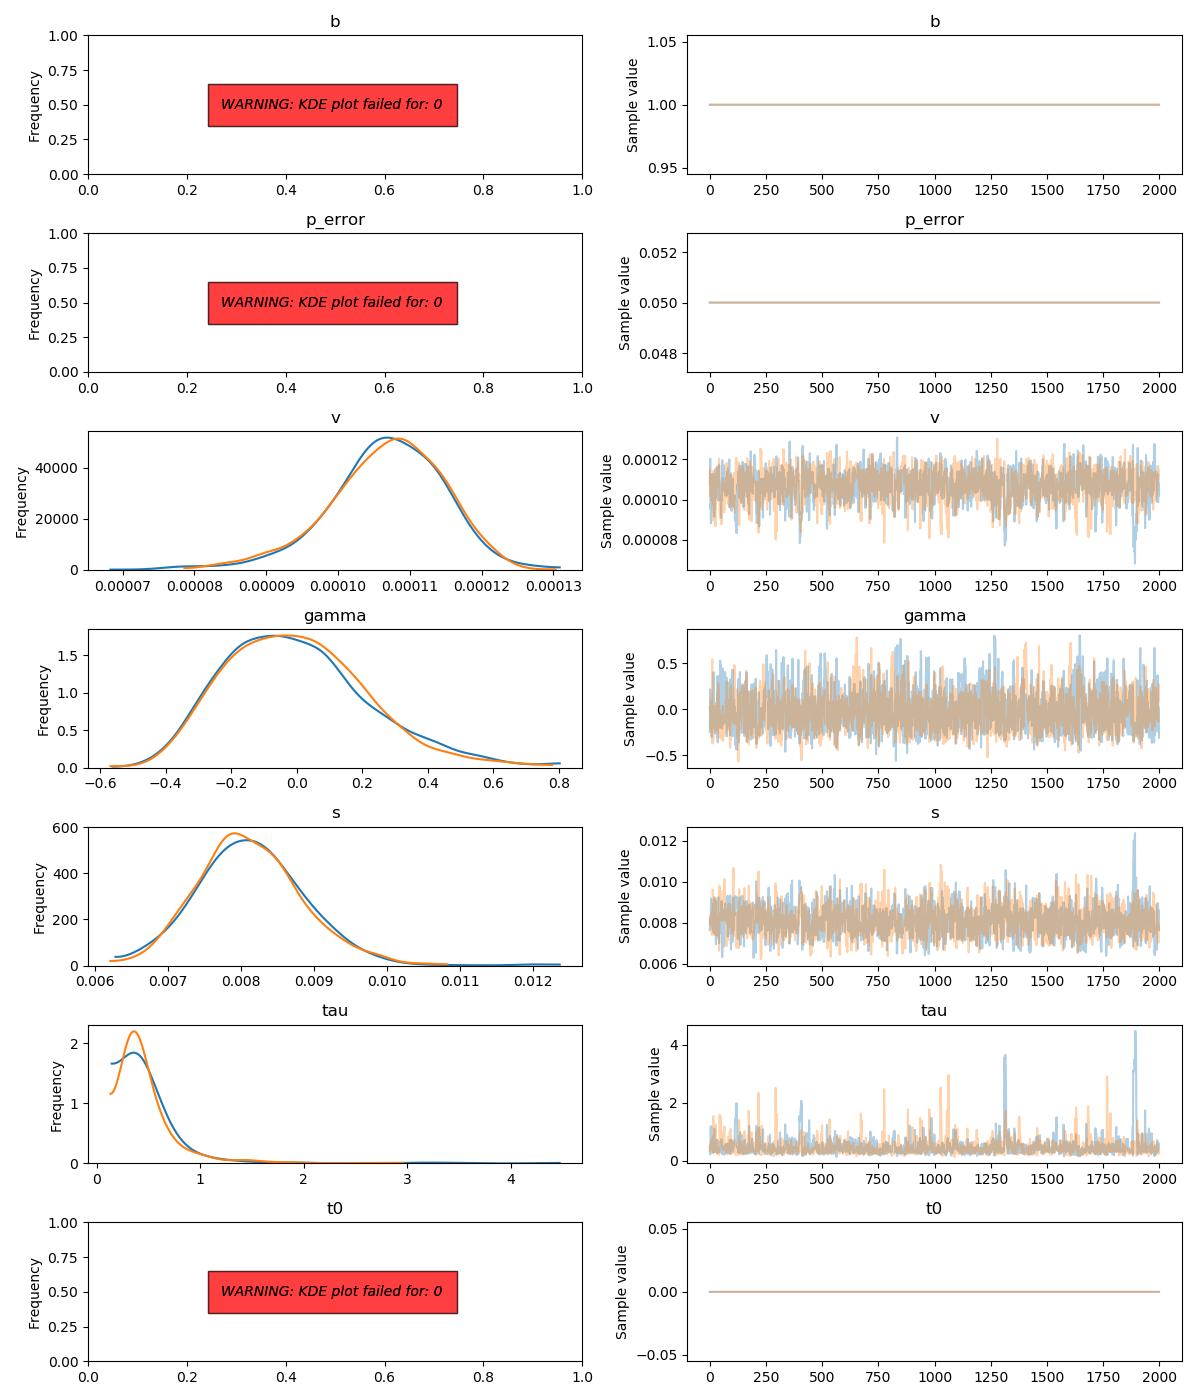 b
1.00
0.75
0.50
0.25
0.00
Frequency
WARNING: KDE plot failed for: 0
0.0 0.2 0.4 0.6 0.8 1.0
b
1.05
1.00
0.95
Sample value
0 250 500 750 1000 1250 1500 1750 2000
p_error
1.00
0.75
0.50
0.25
0.00
Frequency
WARNING: KDE plot failed for: 0
0.0 0.2 0.4 0.6 0.8 1.0
p_error
0.052
0.050
0.048
Sample value
0 250 500 750 1000 1250 1500 1750 2000
v
40000
20000
0
Frequency
0.00007 0.00008 0.00009 0.00010 0.00011 0.00012 0.00013
v
0.00012
0.00010
0.00008
Sample value
0 250 500 750 1000 1250 1500 1750 2000
gamma
1.5
1.0
0.5
0.0
Frequency
−0.6 −0.4 −0.2 0.0 0.2 0.4 0.6 0.8
gamma
0.5
0.0
−0.5
Sample value
0 250 500 750 1000 1250 1500 1750 2000
s
600
400
200
0
Frequency
0.006 0.007 0.008 0.009 0.010 0.011 0.012
s
0.012
0.010
0.008
0.006
Sample value
0 250 500 750 1000 1250 1500 1750 2000
tau
2
1
0
Frequency
0 1 2 3 4
tau
4
2
0
Sample value
0 250 500 750 1000 1250 1500 1750 2000
t0
1.00
0.75
0.50
0.25
0.00
Frequency
WARNING: KDE plot failed for: 0
0.0 0.2 0.4 0.6 0.8 1.0
t0
0.05
0.00
−0.05
Sample value
0 250 500 750 1000 1250 1500 1750 2000